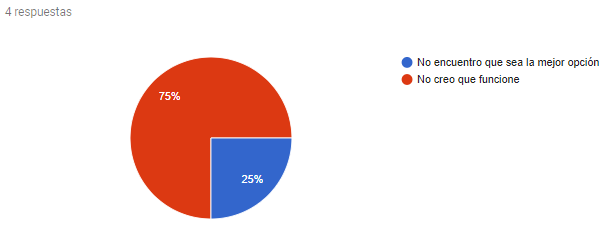 4 respuestas
No encuentro que sea la mejor opción
No creo que funcione
75%
25%